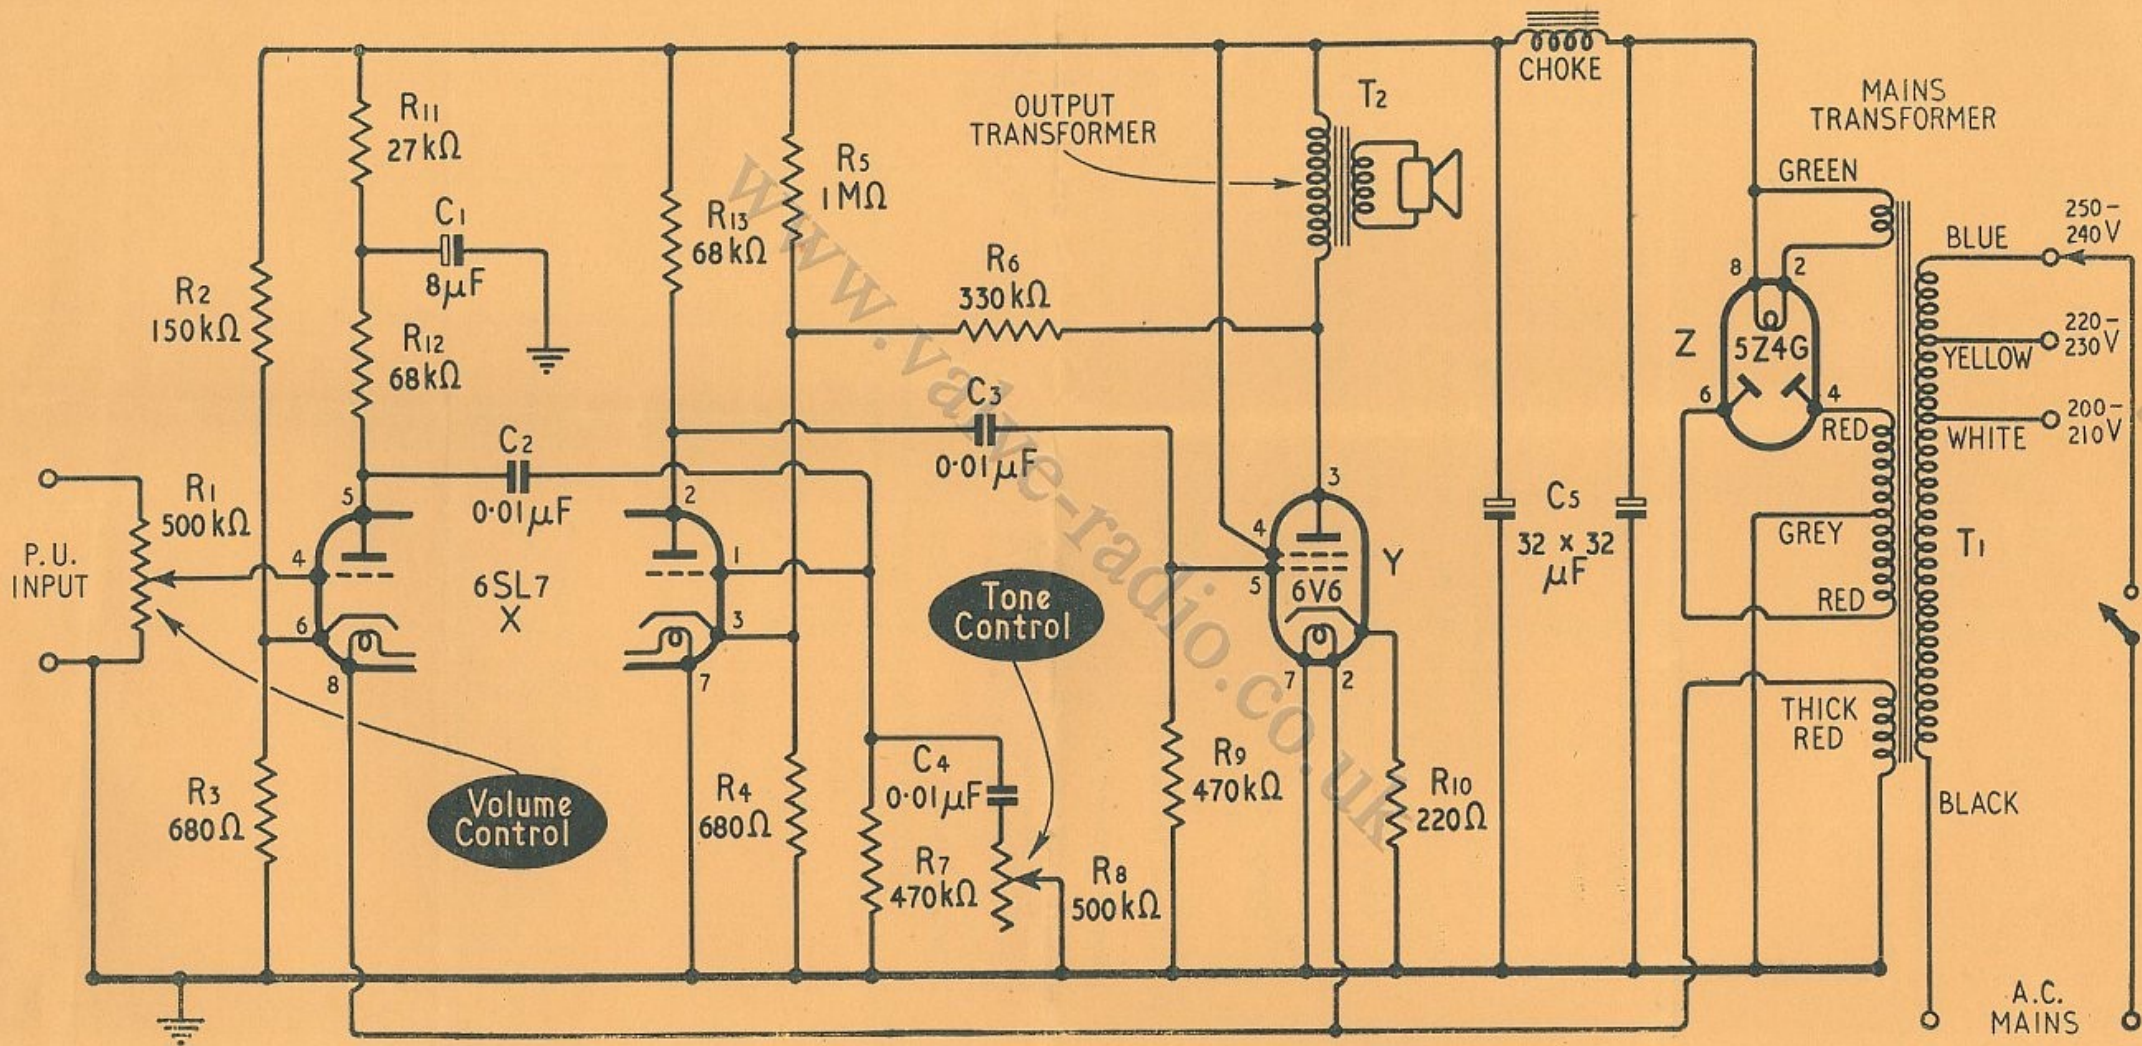 CHOKE
OUTPUT
TRANSFORMER
T2
MAINS
TRANSFORMER
R11
27kΩ
R5
1MΩ
GREEN
250-
240V
BLUE
C1
8μF
R13
68kΩ
R6
330kΩ
8
2
R2
150kΩ
R12
68kΩ
Z
5Z4G
220-
230V
YELLOW
6
4
C3
0·01μF
RED
200-
210V
WHITE
C2
0·01μF
R1
500kΩ
5
2
3
C5
32 x 32
μF
P.U.
INPUT
4
1
4
5
6V6
Y
GREY
T1
6SL7
X
Tone
Control
RED
6
3
8
7
7
2
THICK
RED
R3
680Ω
Volume
Control
R4
680Ω
C4
0·01μF
R9
470kΩ
R10
220Ω
BLACK
R7
470kΩ
R8
500kΩ
A.C.
MAINS
www.valve-radio.co.uk